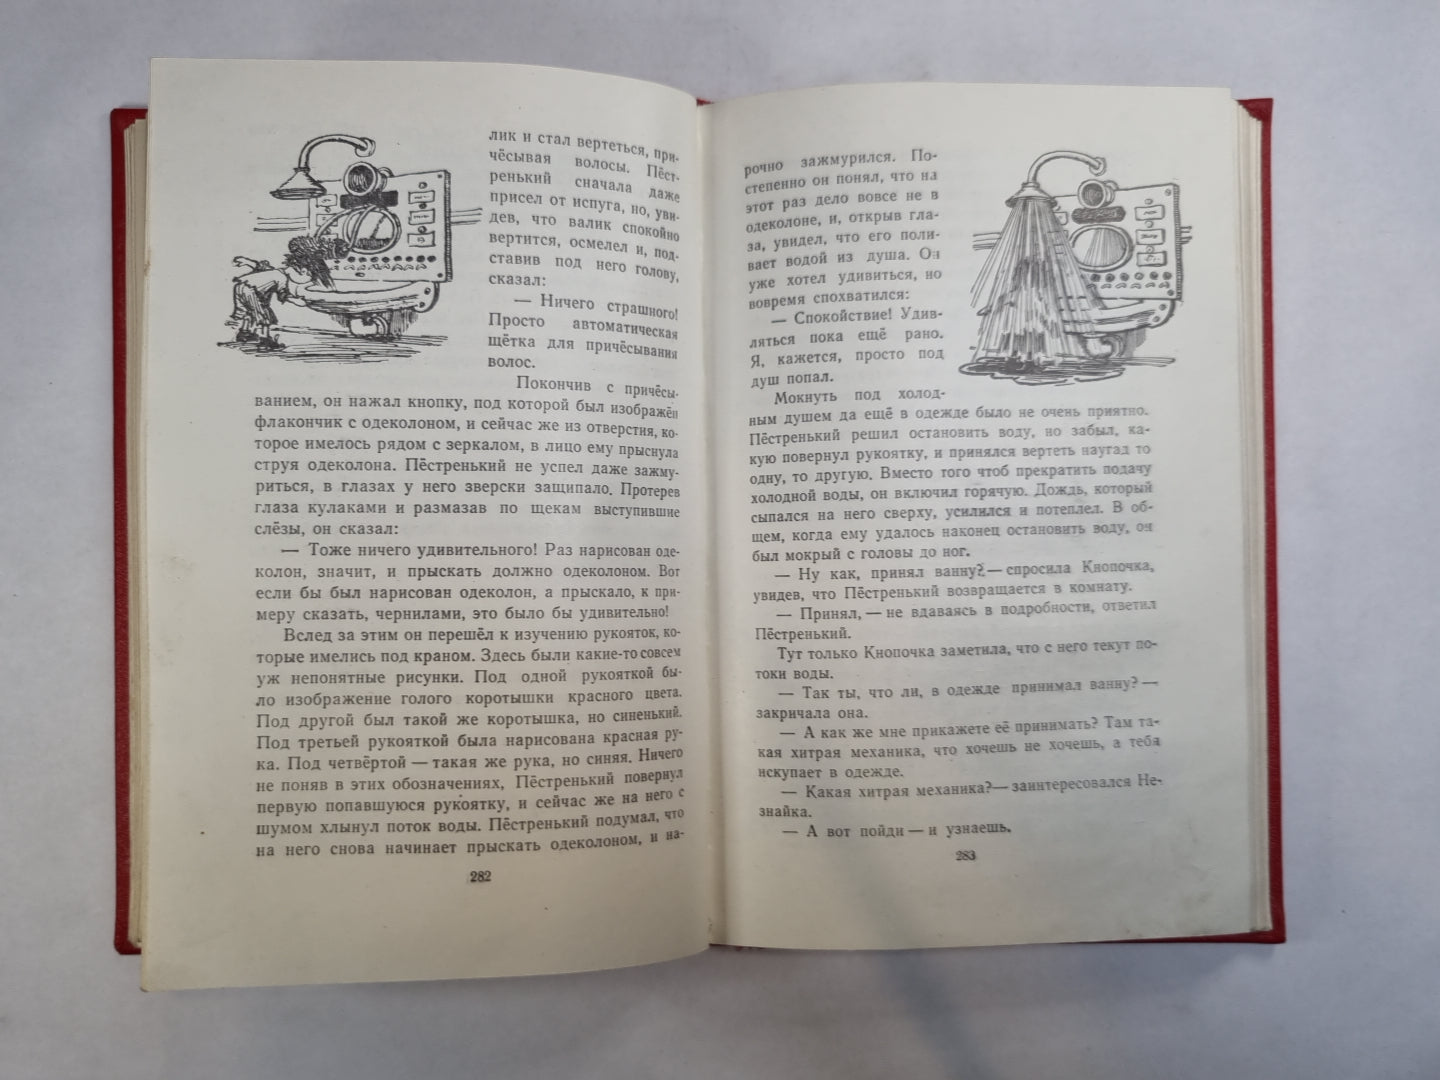 лик и стал вертеться, при-
чёсывая волосы. Пёст-
ренький сначала даже
присел от испуга, но, уви-
дев, что валик спокойно
вертится, осмелел и, под-
ставив под него голову,
сказал:
— Ничего страшного!
Просто автоматическая
щётка для причёсывания
волос.
Покончив с причёсы-
ванием, он нажал кнопку, под которой был изображён
флакончик с одеколоном, и сейчас же из отверстия, ко-
торое имелось рядом с зеркалом, в лицо ему прыснула
струя одеколона. Пёстренький не успел даже зажму-
риться, в глазах у него зверски защипало. Протерев
глаза кулаками и размазав по щекам выступившие
слёзы, он сказал:
— Тоже ничего удивительного! Раз нарисован оде-
колон, значит, и прыскать должно одеколоном. Вот
если бы был нарисован одеколон, а прыскало, к при-
меру сказать, чернилами, это было бы удивительно!
Вслед за этим он перешёл к изучению рукояток, ко-
торые имелись под краном. Здесь были какие-то совсем
уж непонятные рисунки. Под одной рукояткой бы-
ло изображение голого коротышки красного цвета.
Под другой был такой же коротышка, но синенький.
Под третьей рукояткой была нарисована красная ру-
ка. Под четвёртой — такая же рука, но синяя. Ничего
не поняв в этих обозначениях, Пёстренький повернул
первую попавшуюся рукоятку, и сейчас же на него с
шумом хлынул поток воды. Пёстренький подумал, что
на него снова начинает прыскать одеколоном, и на-
282
рочно зажмурился. По-
степенно он понял, что на
этот раз дело вовсе не в
одеколоне, и, открыв гла-
за, увидел, что его поли-
вает водой из душа. Он
уже хотел удивиться, но
вовремя спохватился:
— Спокойствие! Удив-
ляться пока ещё рано.
Я, кажется, просто под
душ попал.
Мокнуть под холод-
ным душем да ещё в одежде было не очень приятно.
Пёстренький решил остановить воду, но забыл, ка-
кую повернул рукоятку, и принялся вертеть наугад то
одну, то другую. Вместо того чтоб прекратить подачу
холодной воды, он включил горячую. Дождь, который
сыпался на него сверху, усилился и потеплел. В об-
щем, когда ему удалось наконец остановить воду, он
был мокрый с головы до ног.
— Ну как, принял ванну? — спросила Кнопочка,
увидев, что Пёстренький возвращается в комнату.
— Принял, — не вдаваясь в подробности, ответил
Пёстренький.
Тут только Кнопочка заметила, что с него текут по-
токи воды.
— Так ты, что ли, в одежде принимал ванну? —
закричала она.
— А как же мне прикажете её принимать? Там та-
кая хитрая механика, что хочешь не хочешь, а тебя
искупает в одежде.
— Какая хитрая механика? — заинтересовался Не-
знайка.
— А вот пойди — и узнаешь.
283